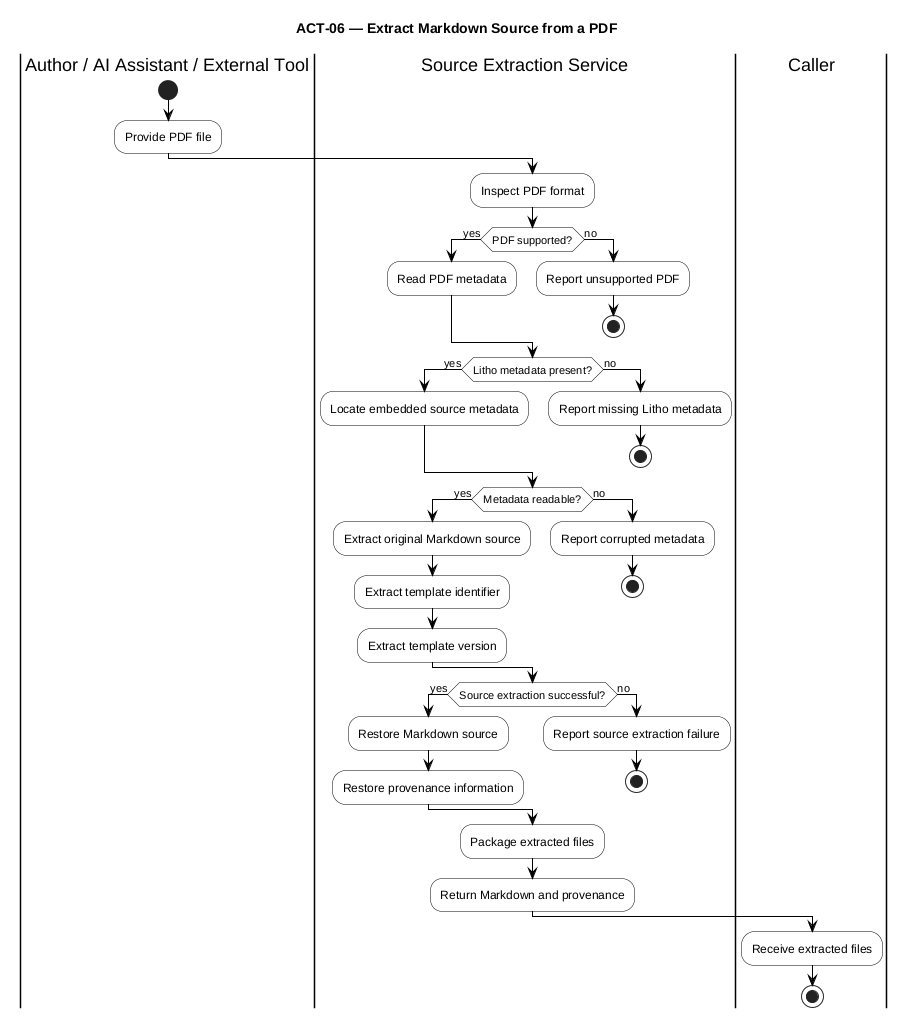 ACT-06 — Extract Markdown Source from a PDF
Author / AI Assistant / External Tool
Source Extraction Service
Caller
Provide PDF file
Inspect PDF format
PDF supported?
yes
no
Read PDF metadata
Report unsupported PDF
Litho metadata present?
yes
no
Locate embedded source metadata
Report missing Litho metadata
Metadata readable?
yes
no
Extract original Markdown source
Report corrupted metadata
Extract template identifier
Extract template version
Source extraction successful?
yes
no
Restore Markdown source
Report source extraction failure
Restore provenance information
Package extracted files
Return Markdown and provenance
Receive extracted files